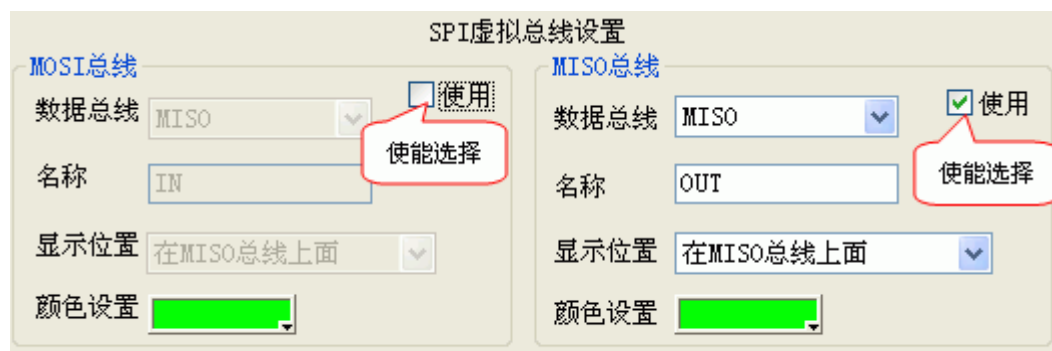 SPI虚拟总线设置
MOSI总线
数据总线 MISO 使用
使能选择
名称 IN
显示位置 在MISO总线上面
颜色设置
MISO总线
数据总线 MISO 使用
使能选择
名称 OUT
显示位置 在MISO总线上面
颜色设置